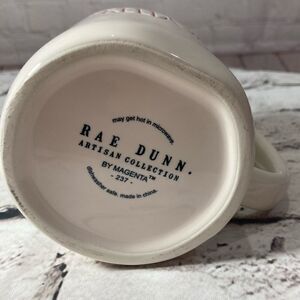 may get hot in microwave.
RAE DUNN.
ARTISAN COLLECTION
BY MAGENTA™
- 237 -
dishwasher safe. made in china.